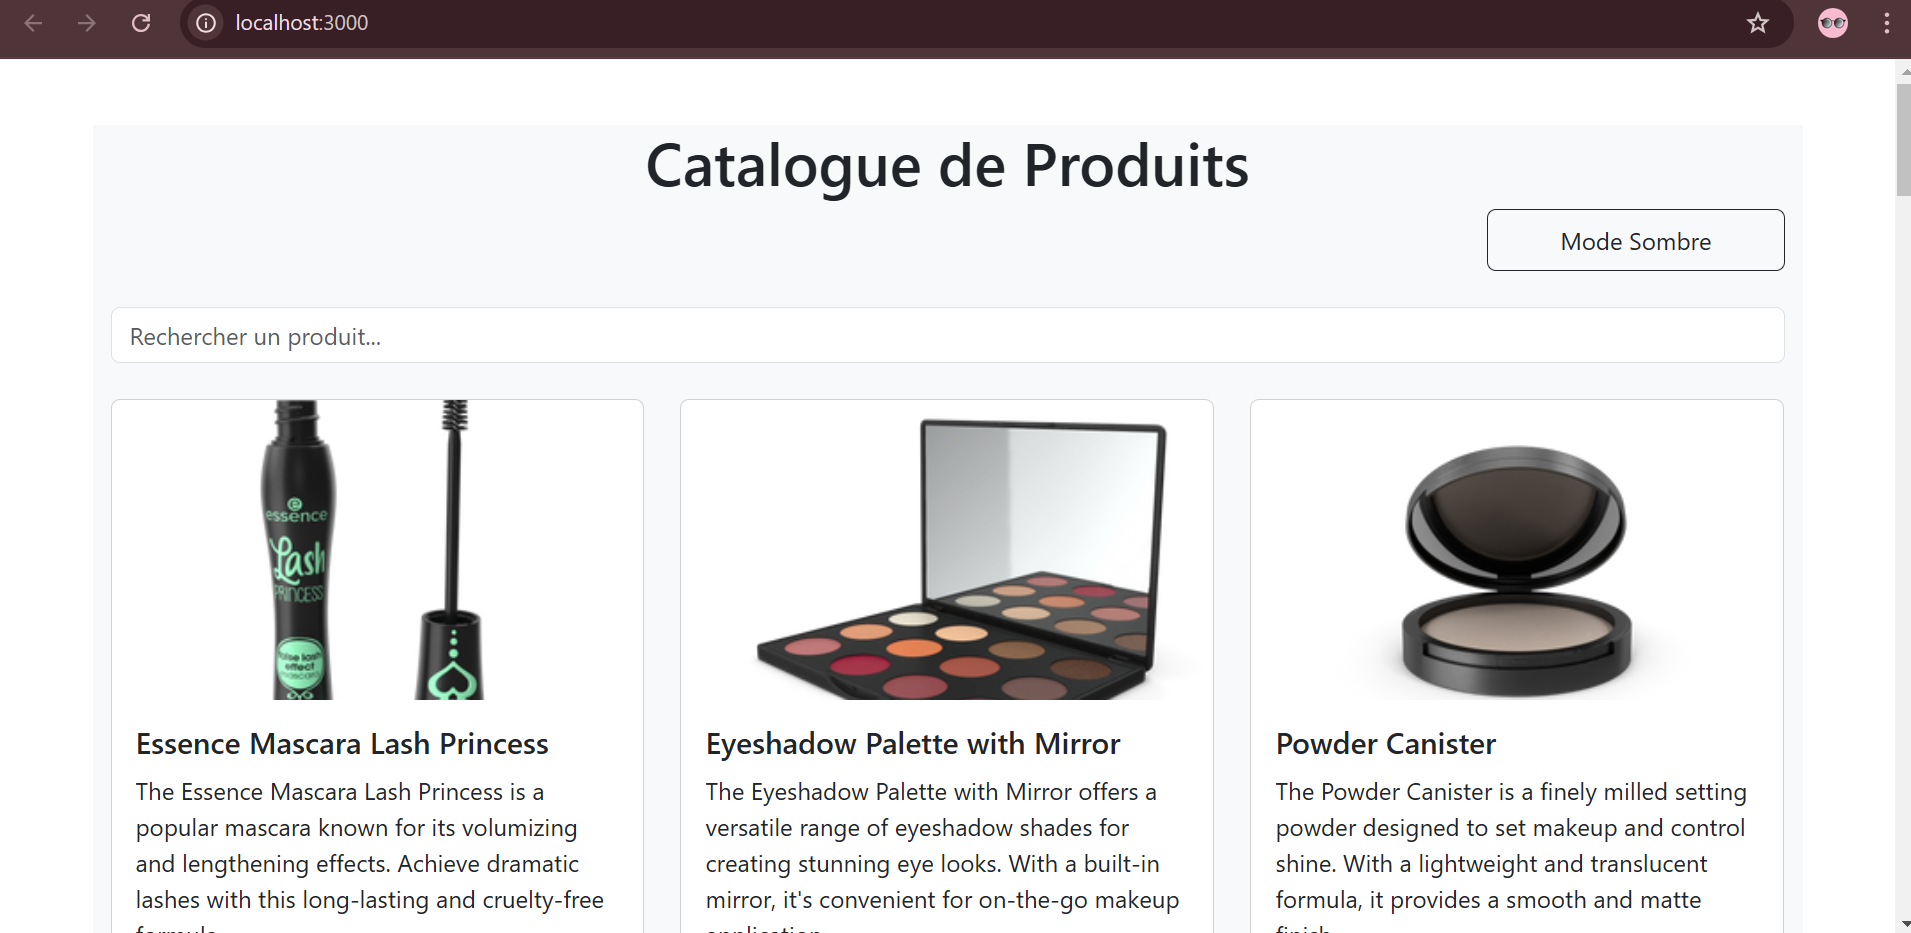 localhost:3000
Catalogue de Produits
Mode Sombre
Rechercher un produit...
essence
Lash
PRINCESS
false lash
effect
mascara
Essence Mascara Lash Princess
The Essence Mascara Lash Princess is a
popular mascara known for its volumizing
and lengthening effects. Achieve dramatic
lashes with this long-lasting and cruelty-free
formula.
Eyeshadow Palette with Mirror
The Eyeshadow Palette with Mirror offers a
versatile range of eyeshadow shades for
creating stunning eye looks. With a built-in
mirror, it's convenient for on-the-go makeup
application.
Powder Canister
The Powder Canister is a finely milled setting
powder designed to set makeup and control
shine. With a lightweight and translucent
formula, it provides a smooth and matte
finish.